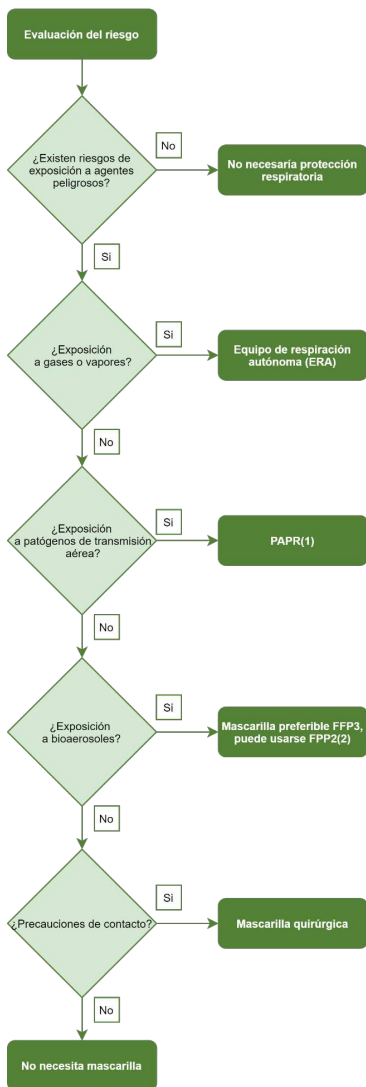 Evaluación del riesgo
¿Existen riesgos de
exposición a agentes
peligrosos?
No
No necesaria protección
respiratoria
Si
¿Exposición
a gases o vapores?
Si
Equipo de respiración
autónoma (ERA)
No
¿Exposición
a patógenos de transmisión
aérea?
Si
PAPR(1)
No
¿Exposición
a bioaerosoles?
Si
Mascarilla preferible FFP3,
puede usarse FPP2(2)
No
¿Precauciones de contacto?
Si
Mascarilla quirúrgica
No
No necesita mascarilla